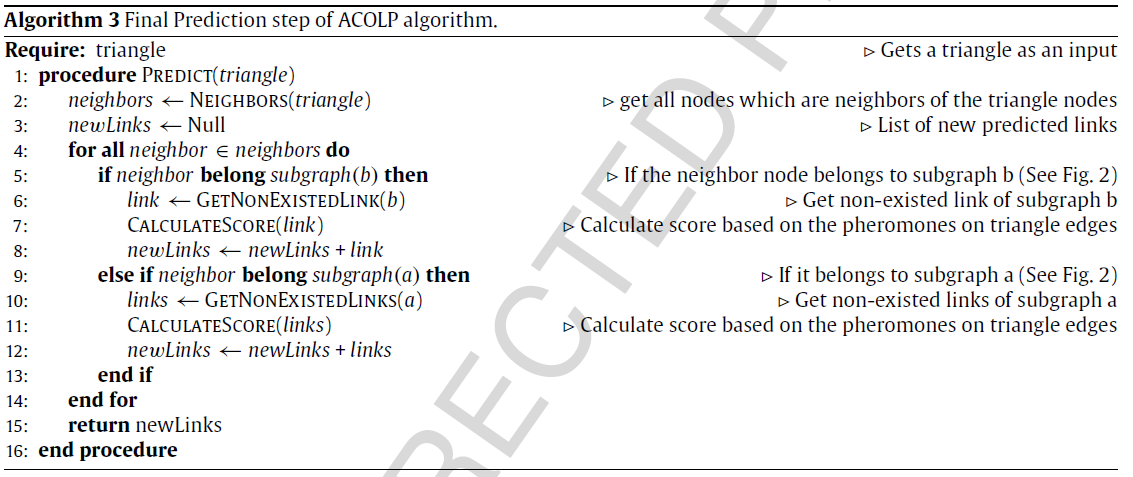 Algorithm 3 Final Prediction step of ACOLP algorithm.
Require: triangle ▷ Gets a triangle as an input
1: procedure PREDICT(triangle)
2: neighbors ← NEIGHBORS(triangle) ▷ get all nodes which are neighbors of the triangle nodes
3: newLinks ← Null ▷ List of new predicted links
4: for all neighbor ∈ neighbors do
5: if neighbor belong subgraph(b) then ▷ If the neighbor node belongs to subgraph b (See Fig. 2)
6: link ← GETNONEXISTEDLINK(b) ▷ Get non-existed link of subgraph b
7: CALCULATESCORE(link) ▷ Calculate score based on the pheromones on triangle edges
8: newLinks ← newLinks + link
9: else if neighbor belong subgraph(a) then ▷ If it belongs to subgraph a (See Fig. 2)
10: links ← GETNONEXISTEDLINKS(a) ▷ Get non-existed links of subgraph a
11: CALCULATESCORE(links) ▷ Calculate score based on the pheromones on triangle edges
12: newLinks ← newLinks + links
13: end if
14: end for
15: return newLinks
16: end procedure
RECTED P